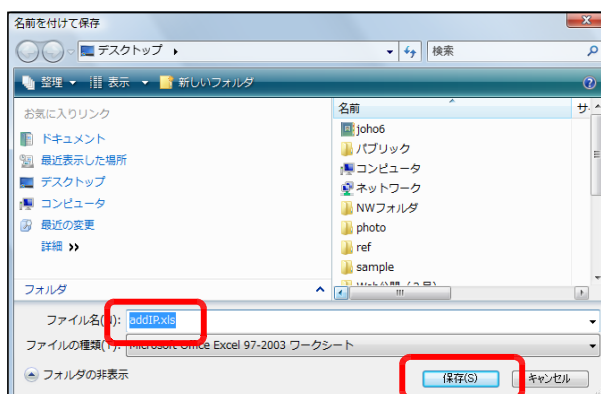 名前を付けて保存
デスクトップ
検索
整理 表示 新しいフォルダ
お気に入りリンク
ドキュメント
最近表示した場所
デスクトップ
コンピュータ
最近の変更
詳細 >>
フォルダ
名前 サ
joho6
パブリック
コンピュータ
ネットワーク
NWフォルダ
photo
ref
sample
ファイル名(N): addIP.xls
ファイルの種類(T): Microsoft Office Excel 97-2003 ワークシート
フォルダの非表示
保存(S) キャンセル